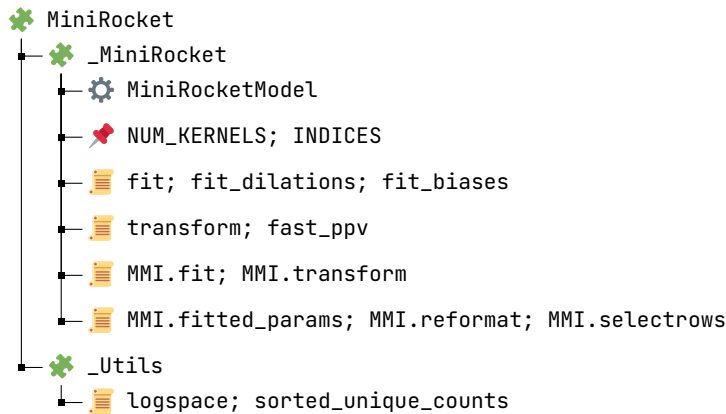 MiniRocket
_MiniRocket
MiniRocketModel
NUM_KERNELS; INDICES
fit; fit_dilations; fit_biases
transform; fast_ppv
MMI.fit; MMI.transform
MMI.fitted_params; MMI.reformat; MMI.selectrows
_Utils
logspace; sorted_unique_counts